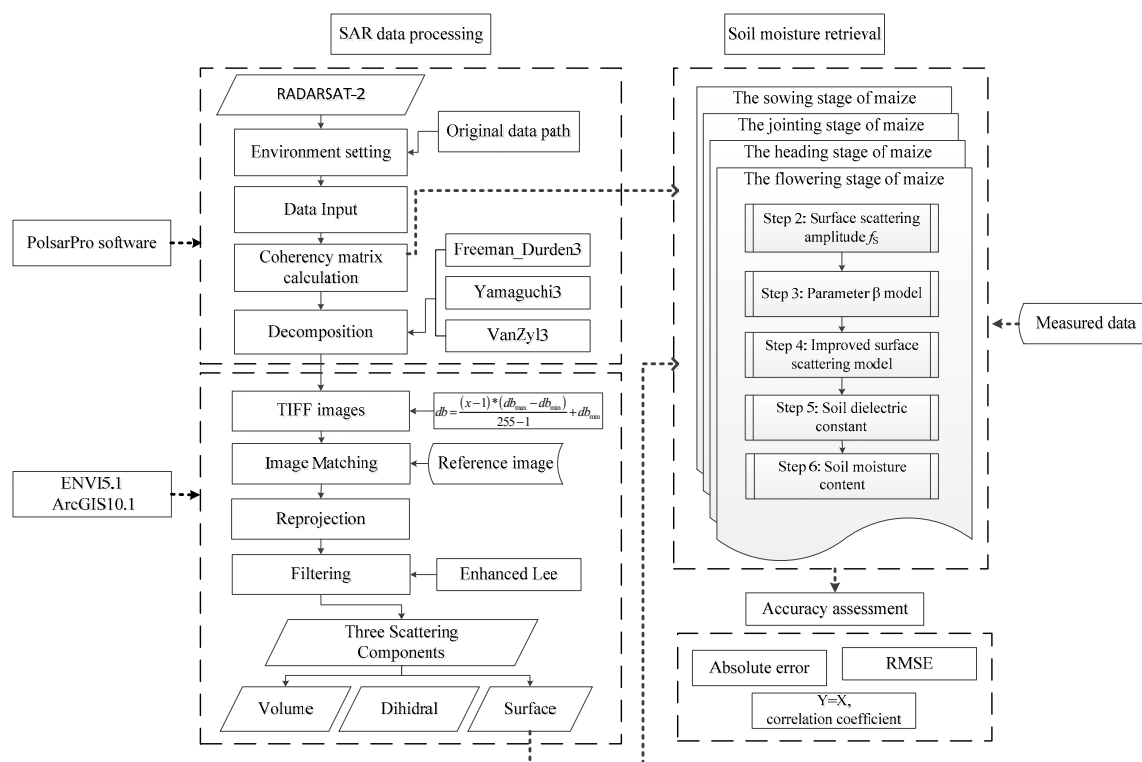 SAR data processing
RADARSAT-2
Environment setting
Original data path
Data Input
PolsarPro software
Coherency matrix
calculation
Freeman_Durden3
Yamaguchi3
VanZyl3
Decomposition
TIFF images
db = (x−1)*(db_max − db_min) / 255−1 + db_min
Image Matching
Reference image
ENVI5.1
ArcGIS10.1
Reprojection
Filtering
Enhanced Lee
Three Scattering
Components
Volume
Dihidral
Surface
Soil moisture retrieval
The sowing stage of maize
The jointing stage of maize
The heading stage of maize
The flowering stage of maize
Step 2: Surface scattering
amplitude fS
Step 3: Parameter β model
Step 4: Improved surface
scattering model
Step 5: Soil dielectric
constant
Step 6: Soil moisture
content
Measured data
Accuracy assessment
Absolute error
RMSE
Y=X,
correlation coefficient